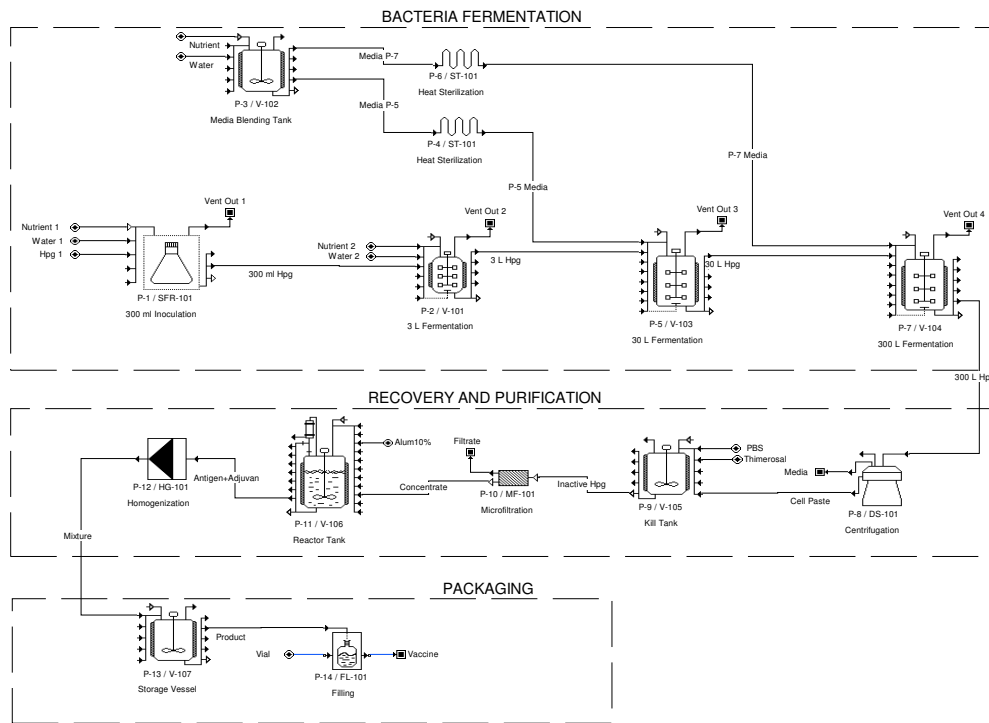 BACTERIA FERMENTATION
Nutrient
Water
P-3 / V-102
Media Blending Tank
Media P-7
Media P-5
P-6 / ST-101
Heat Sterilization
P-4 / ST-101
Heat Sterilization
P-7 Media
P-5 Media
Nutrient 1
Water 1
Hpg 1
Vent Out 1
P-1 / SFR-101
300 ml Inoculation
300 ml Hpg
Nutrient 2
Water 2
Vent Out 2
3 L Hpg
P-2 / V-101
3 L Fermentation
Vent Out 3
30 L Hpg
P-5 / V-103
30 L Fermentation
Vent Out 4
P-7 / V-104
300 L Fermentation
300 L Hp
RECOVERY AND PURIFICATION
P-12 / HG-101
Homogenization
Antigen+Adjuvan
Alum10%
P-11 / V-106
Reactor Tank
Concentrate
Filtrate
P-10 / MF-101
Microfiltration
Inactive Hpg
PBS
Thimerosal
P-9 / V-105
Kill Tank
Media
Cell Paste
P-8 / DS-101
Centrifugation
Mixture
PACKAGING
P-13 / V-107
Storage Vessel
Product
Vial
Vaccine
P-14 / FL-101
Filling